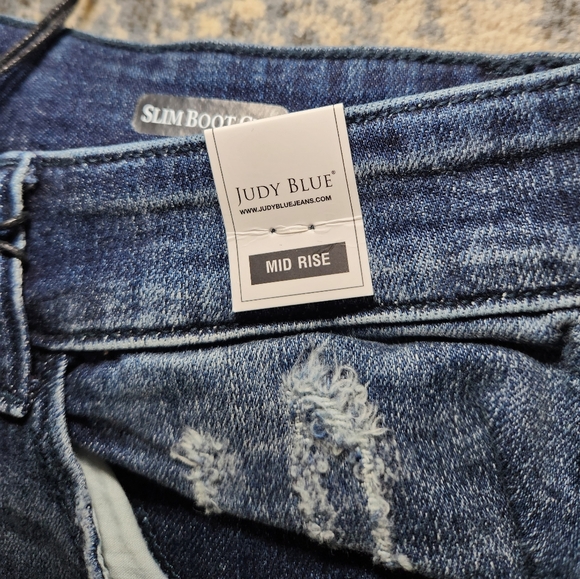 SLIM BOOT
JUDY BLUE®
WWW.JUDYBLUEJEANS.COM
MID RISE